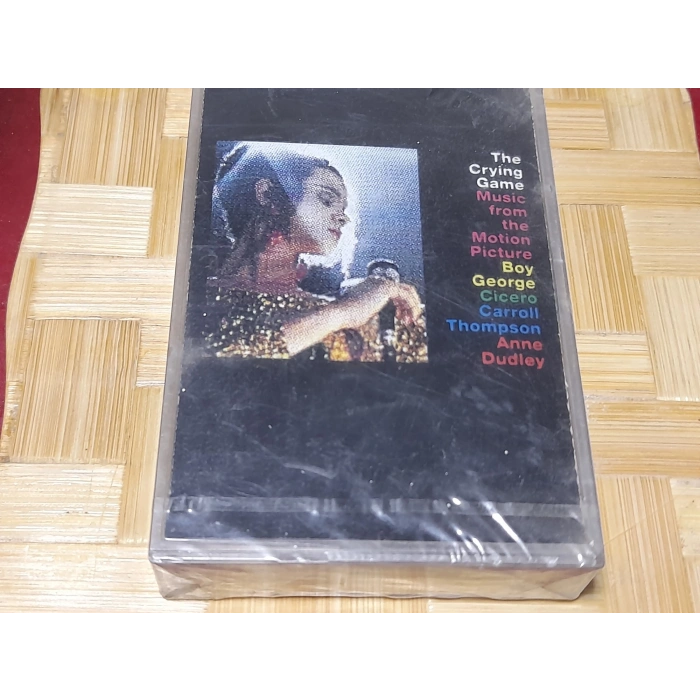 The
Crying
Game
Music
from
the
Motion
Picture
Boy
George
Cicero
Carroll
Thompson
Anne
Dudley